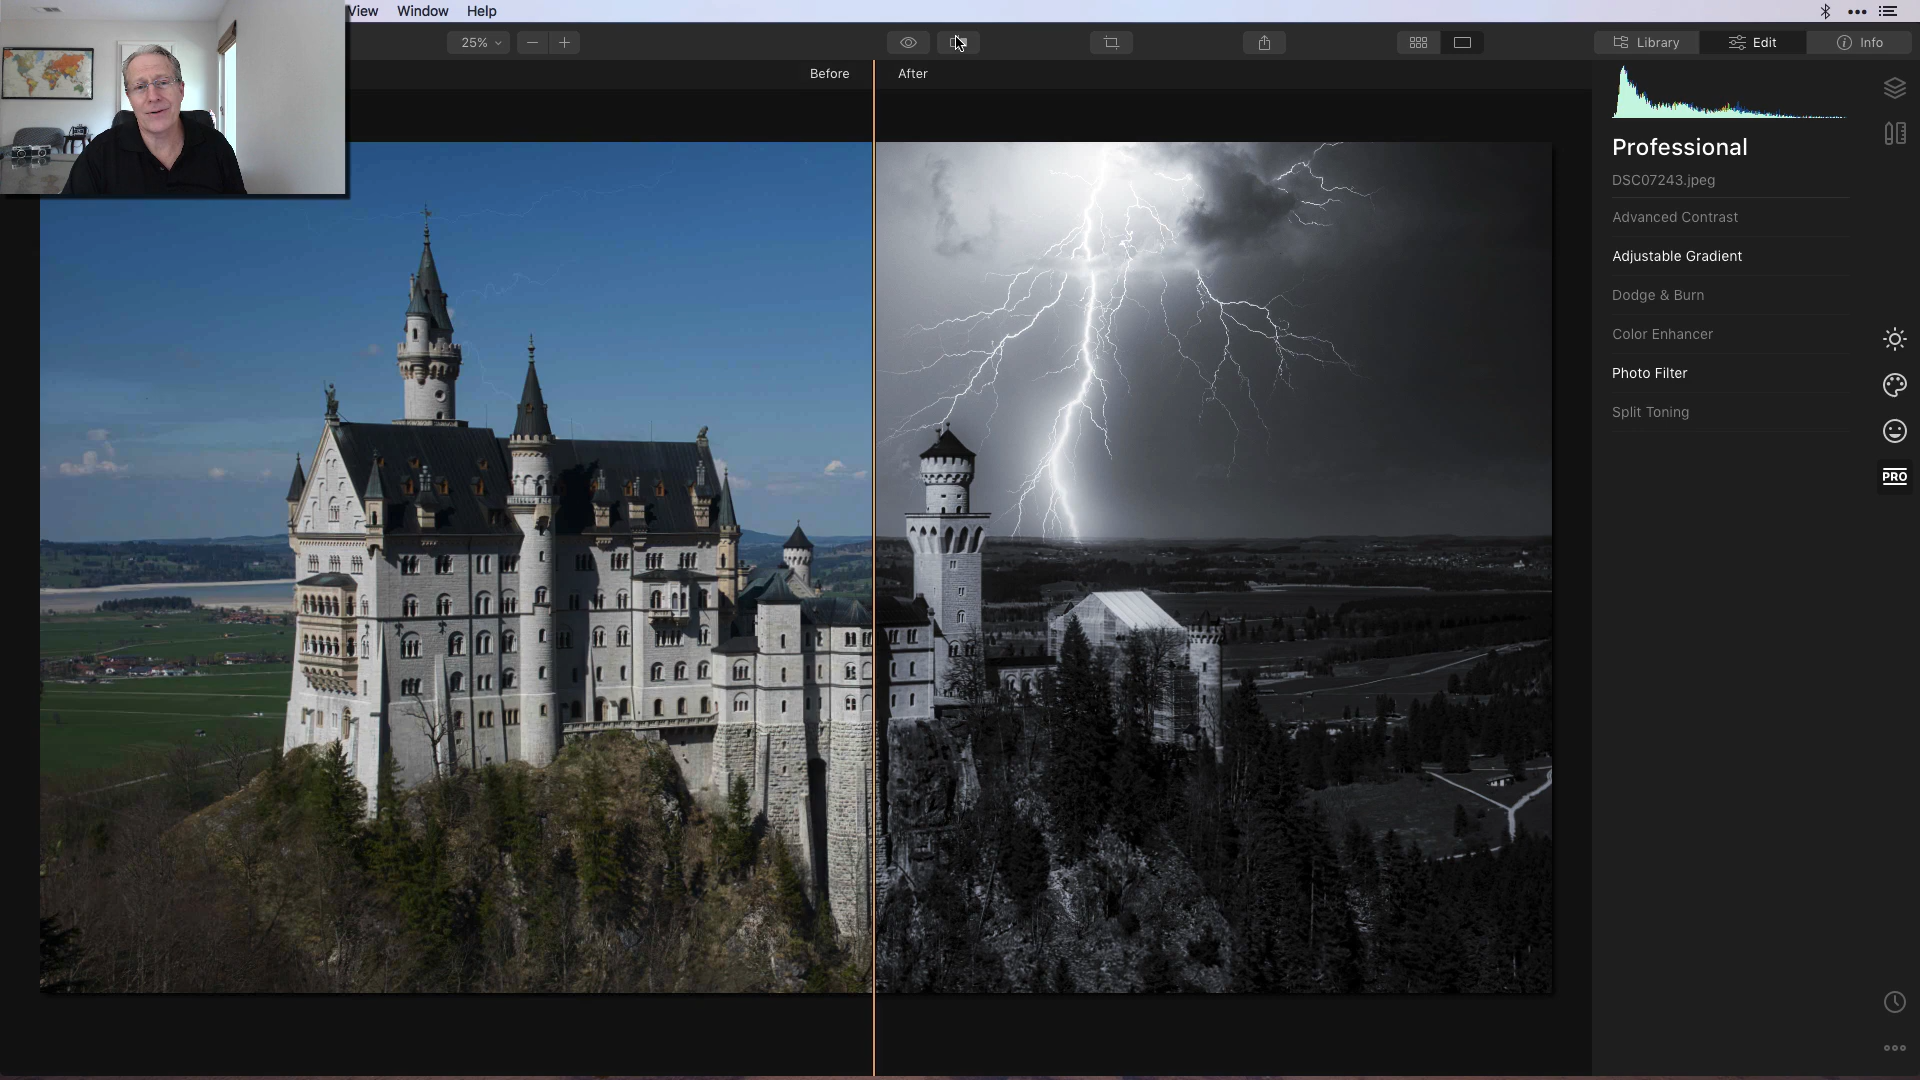 View Window Help
25%
Library Edit Info
Before After
Professional
DSC07243.jpeg
Advanced Contrast
Adjustable Gradient
Dodge & Burn
Color Enhancer
Photo Filter
Split Toning
PRO